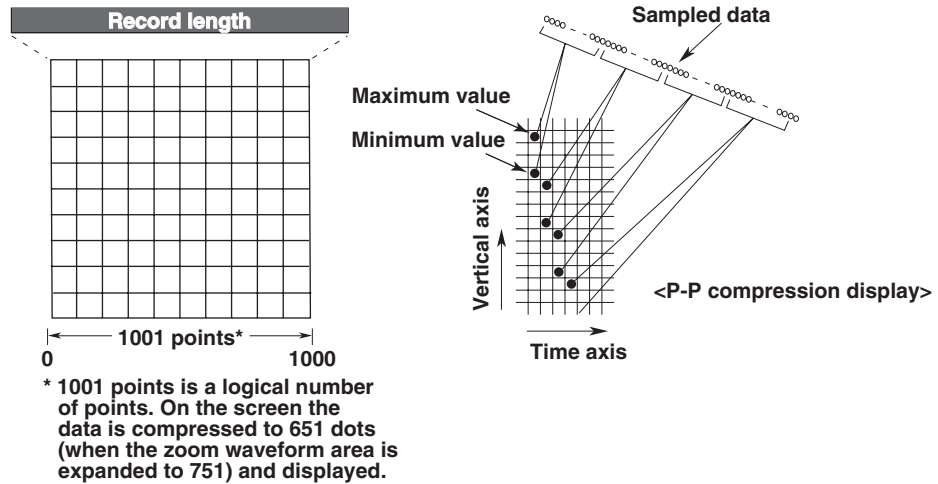 Record length
1001 points*
0
1000
* 1001 points is a logical number
of points. On the screen the
data is compressed to 651 dots
(when the zoom waveform area is
expanded to 751) and displayed.
Sampled data
Maximum value
Minimum value
Vertical axis
Time axis
<P-P compression display>